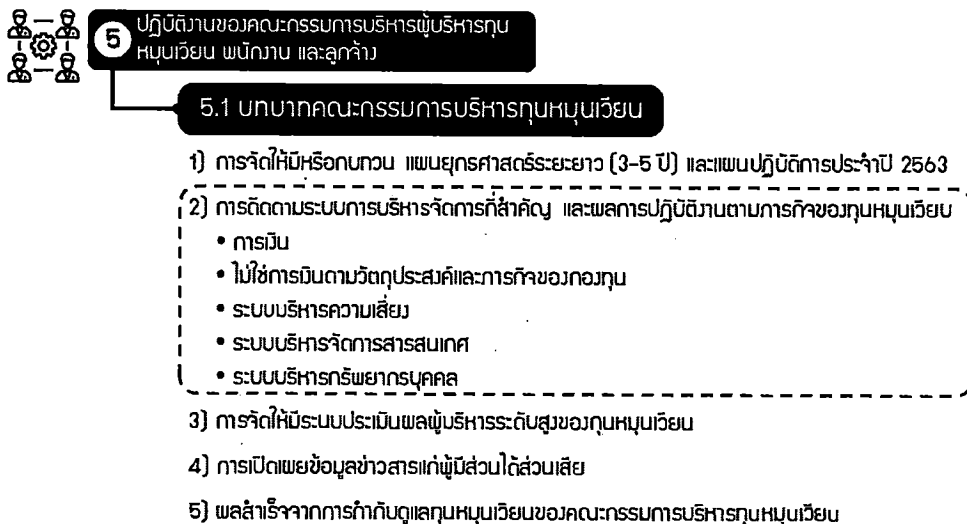 5
ปฏิบัติงานของคณะกรรมการบริหารผู้บริหารทุน
หมุนเวียน พนักงาน และลูกจ้าง
5.1 บทบาทคณะกรรมการบริหารทุนหมุนเวียน
1) การจัดให้มีหรือทบทวน แผนยุทธศาสตร์ระยะยาว (3-5 ปี) และแผนปฏิบัติการประจำปี 2563
2) การติดตามระบบการบริหารจัดการที่สำคัญ และผลการปฏิบัติงานตามภารกิจของทุนหมุนเวียน
• การเงิน
• ไม่ใช่การเงินตามวัตถุประสงค์และภารกิจของกองทุน
• ระบบบริหารความเสี่ยง
• ระบบบริหารจัดการสารสนเทศ
• ระบบบริหารทรัพยากรบุคคล
3) การจัดให้มีระบบประเมินผลผู้บริหารระดับสูงของทุนหมุนเวียน
4) การเปิดเผยข้อมูลข่าวสารแก่ผู้มีส่วนได้ส่วนเสีย
5) ผลสำเร็จจากการกำกับดูแลทุนหมุนเวียนของคณะกรรมการบริหารทุนหมุนเวียน